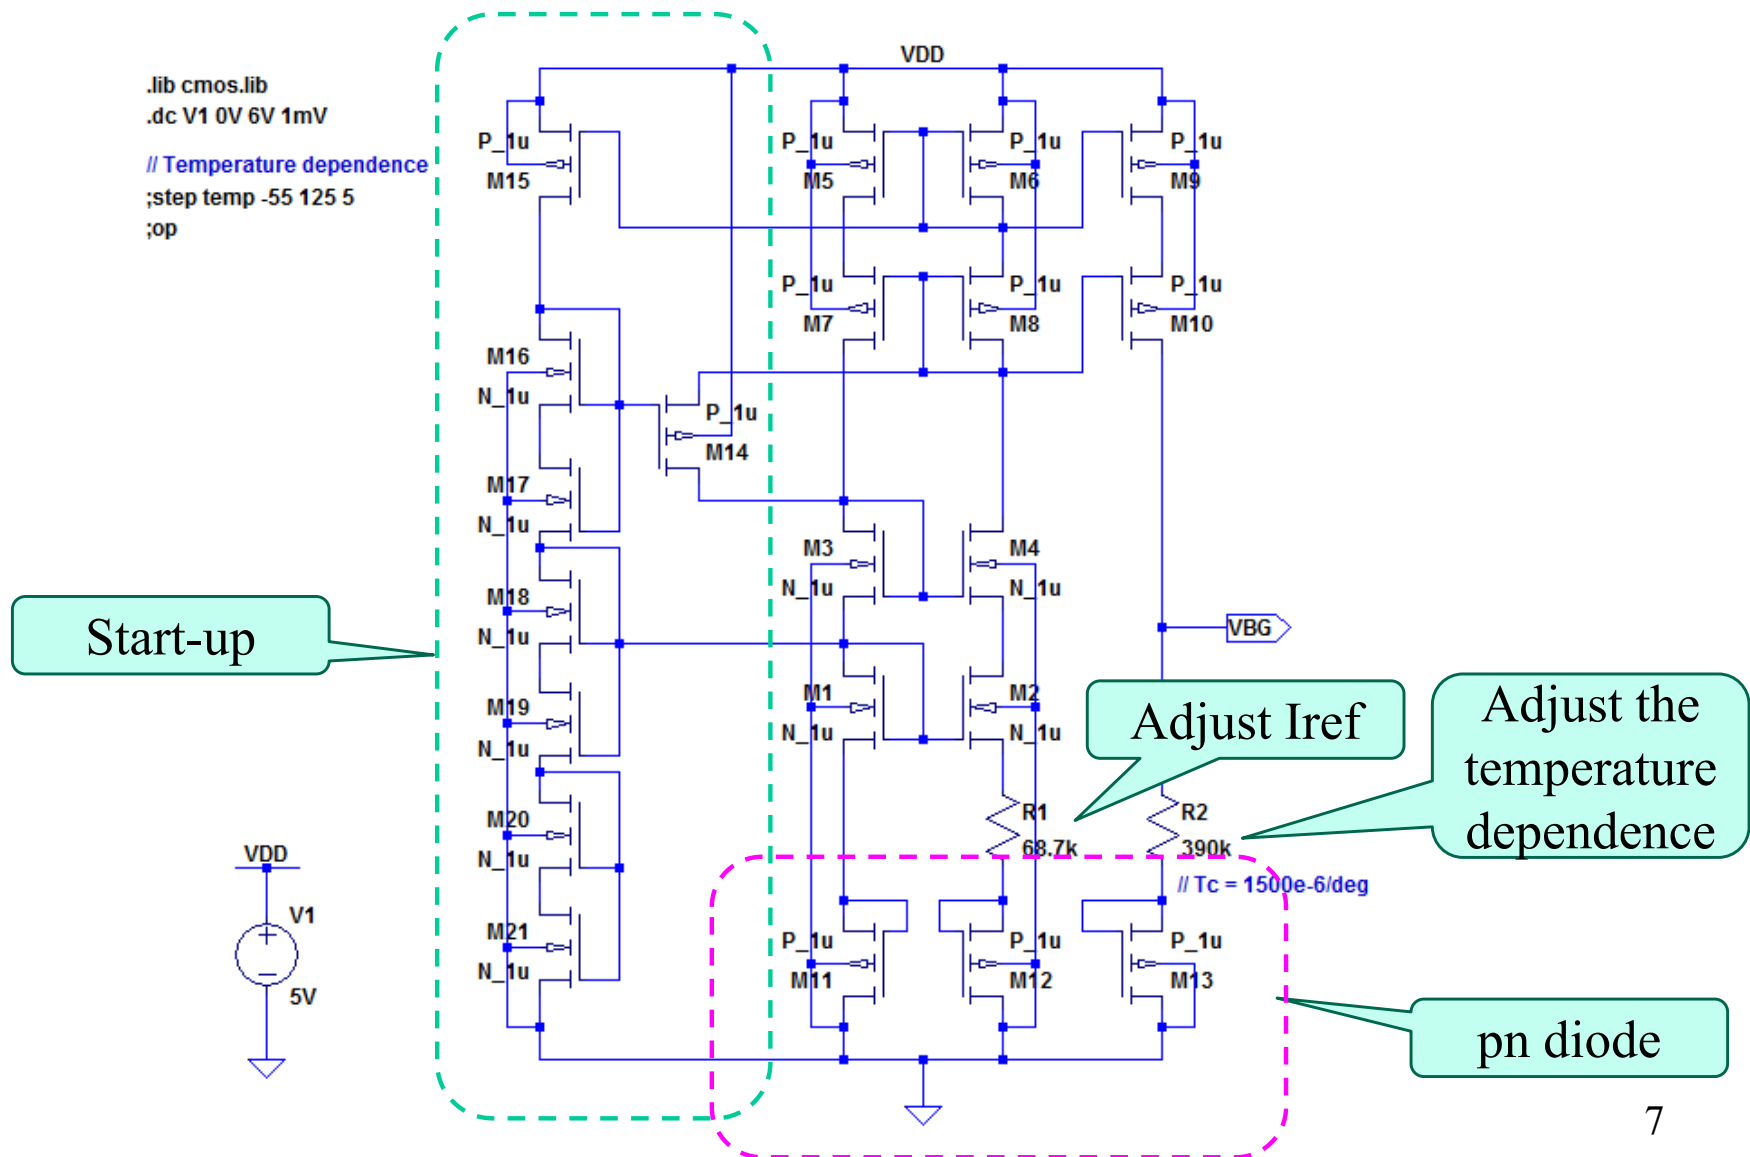 VDD
.lib cmos.lib
.dc V1 0V 6V 1mV
// Temperature dependence
;step temp -55 125 5
;op
P_1u
M15
P_1u
M5
P_1u
M6
P_1u
M9
P_1u
M7
P_1u
M8
P_1u
M10
M16
N_1u
P_1u
M14
M17
N_1u
M3
N_1u
M4
N_1u
M18
N_1u
Start-up
VBG
M19
N_1u
M1
N_1u
M2
N_1u
Adjust Iref
Adjust the
temperature
dependence
R1
68.7k
R2
390k
// Tc = 1500e-6/deg
M20
N_1u
VDD
V1
5V
M21
N_1u
P_1u
M11
P_1u
M12
P_1u
M13
pn diode
7